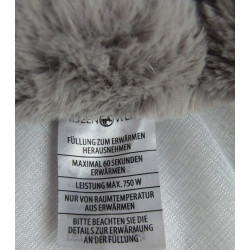 FÜLLUNG ZUM ERWÄRMEN
HERAUSNEHMEN
MAXIMAL 60 SEKUNDEN
ERWÄRMEN
LEISTUNG MAX. 750 W
NUR VON RAUMTEMPERATUR
AUS ERWÄRMEN
BITTE BEACHTEN SIE DIE
DETAILS ZUR ERWÄRMUNG
AN DER FÜLLUNG